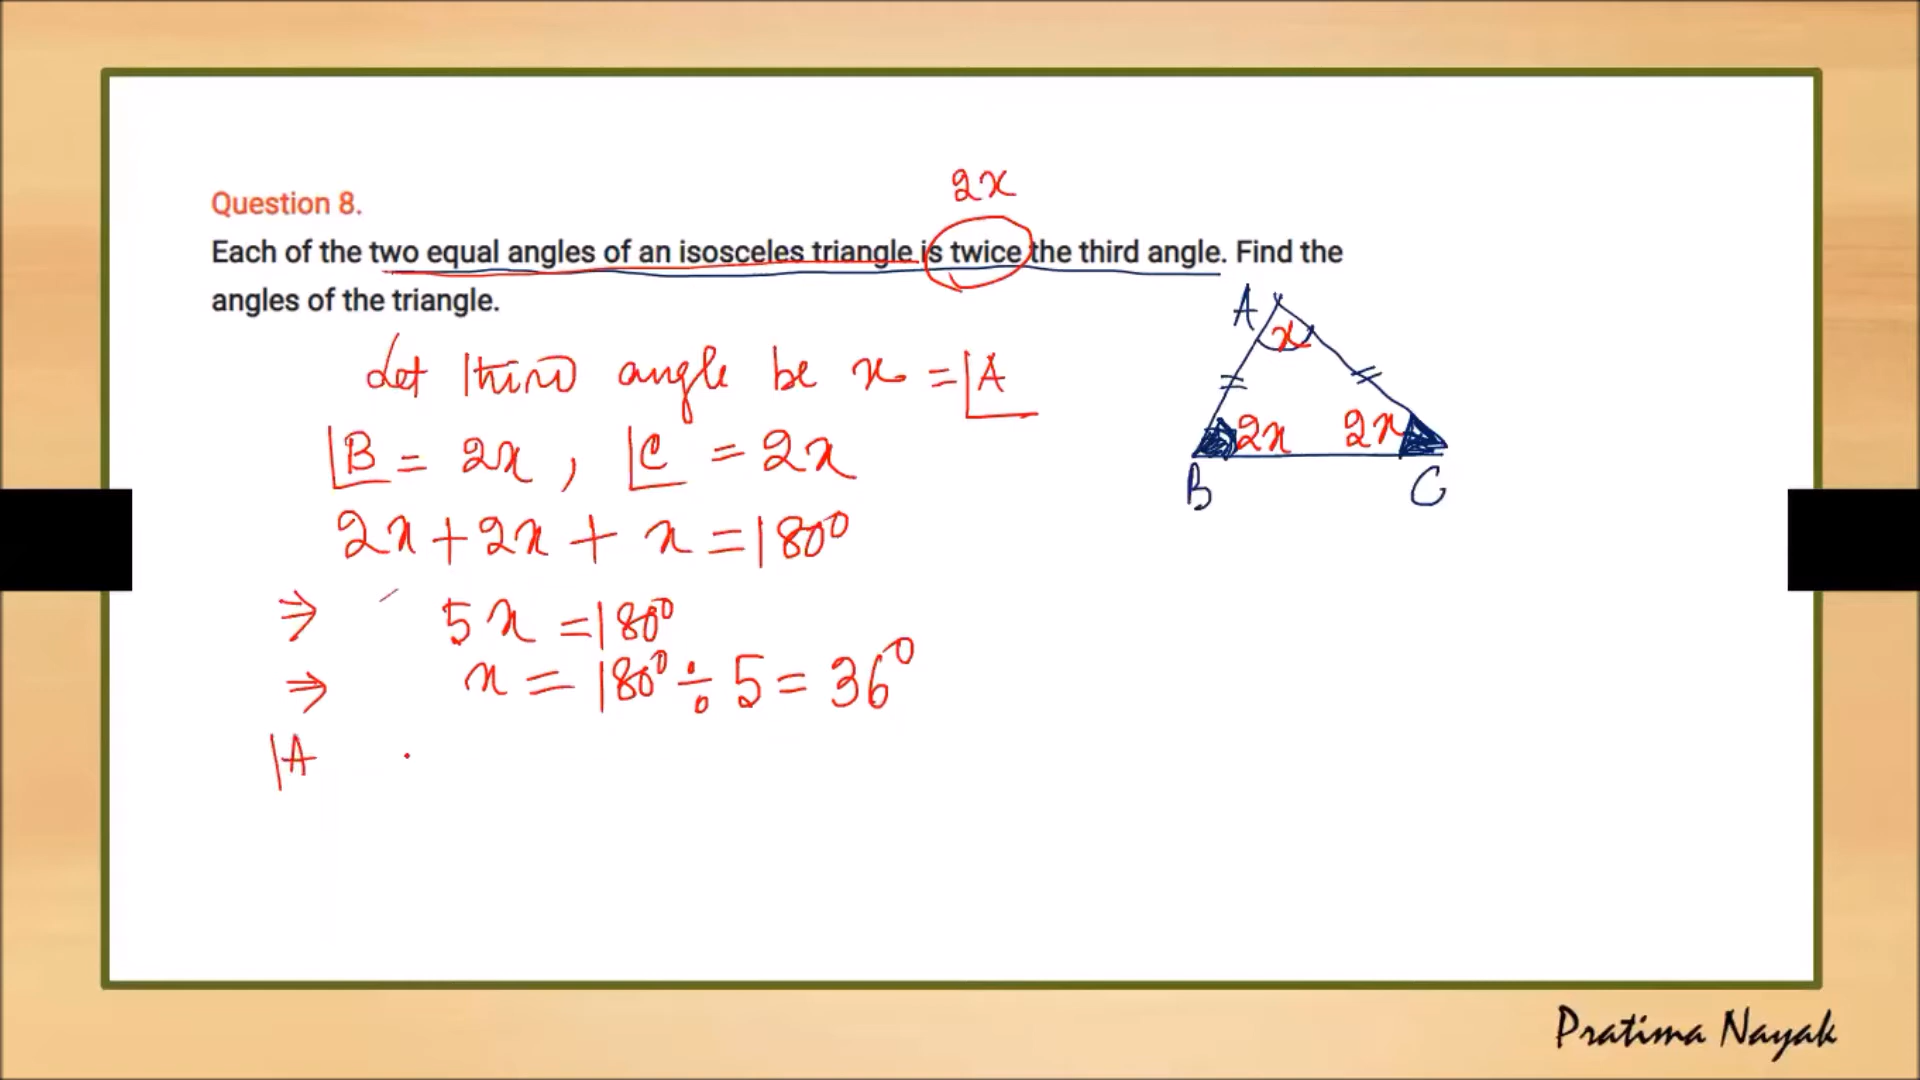 Question 8.
2x
Each of the two equal angles of an isosceles triangle is twice the third angle. Find the
angles of the triangle.
Let third angle be x = ∠A
∠B = 2x , ∠C = 2x
2x + 2x + x = 180°
⇒ 5x = 180°
⇒ x = 180° ÷ 5 = 36°
∠A
A
x
2x 2x
B C
Pratima Nayak